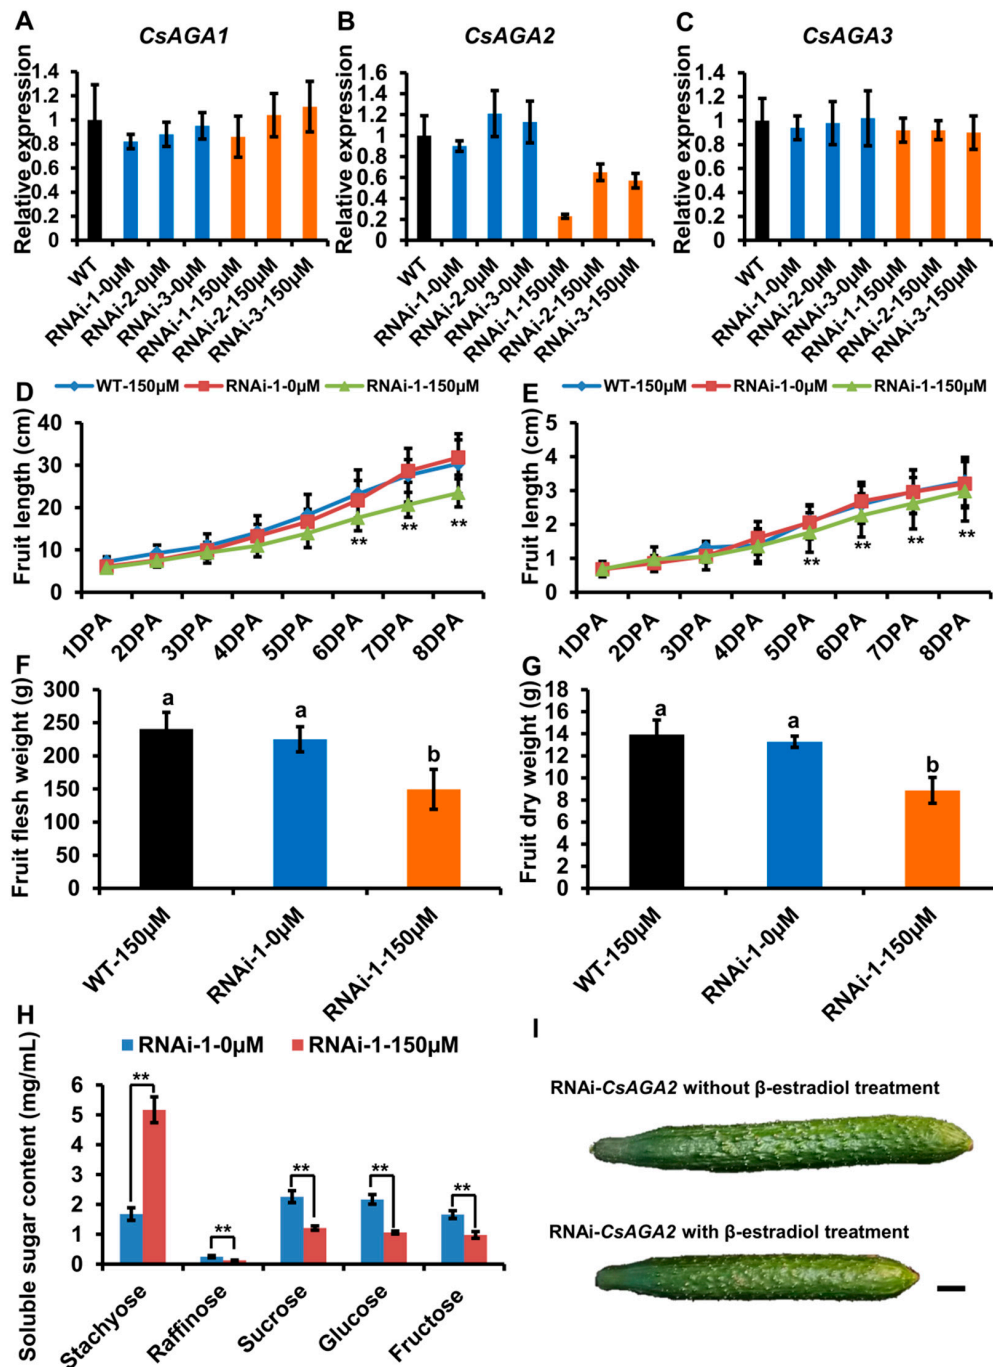 A CsAGA1
Relative expression
1.4
1.2
1
0.8
0.6
0.4
0.2
0
WT
RNAi-1-0µM
RNAi-2-0µM
RNAi-3-0µM
RNAi-1-150µM
RNAi-2-150µM
RNAi-3-150µM
B CsAGA2
Relative expression
1.6
1.4
1.2
1.0
0.8
0.6
0.4
0.2
0
WT
RNAi-1-0µM
RNAi-2-0µM
RNAi-3-0µM
RNAi-1-150µM
RNAi-2-150µM
RNAi-3-150µM
C CsAGA3
Relative expression
1.4
1.2
1
0.8
0.6
0.4
0.2
0
WT
RNAi-1-0µM
RNAi-2-0µM
RNAi-3-0µM
RNAi-1-150µM
RNAi-2-150µM
RNAi-3-150µM
D
WT-150µM RNAi-1-0µM RNAi-1-150µM
Fruit length (cm)
40
30
20
10
0
** ** **
1DPA
2DPA
3DPA
4DPA
5DPA
6DPA
7DPA
8DPA
E
WT-150µM RNAi-1-0µM RNAi-1-150µM
Fruit length (cm)
5
4
3
2
1
0
** ** ** **
1DPA
2DPA
3DPA
4DPA
5DPA
6DPA
7DPA
8DPA
F
Fruit flesh weight (g)
300
250
200
150
100
50
0
a a b
WT-150µM
RNAi-1-0µM
RNAi-1-150µM
G
Fruit dry weight (g)
18
16
14
12
10
8
6
4
2
0
a a b
WT-150µM
RNAi-1-0µM
RNAi-1-150µM
H
RNAi-1-0µM RNAi-1-150µM
Soluble sugar content (mg/mL)
6
5
4
3
2
1
0
** ** ** ** **
Stachyose
Raffinose
Sucrose
Glucose
Fructose
I
RNAi-CsAGA2 without β-estradiol treatment
RNAi-CsAGA2 with β-estradiol treatment